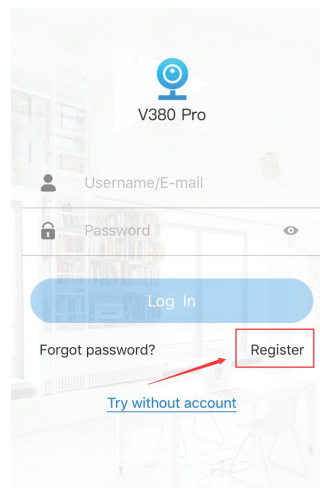 V380 Pro
Username/E-mail
Password
Log In
Forgot password? Register
Try without account